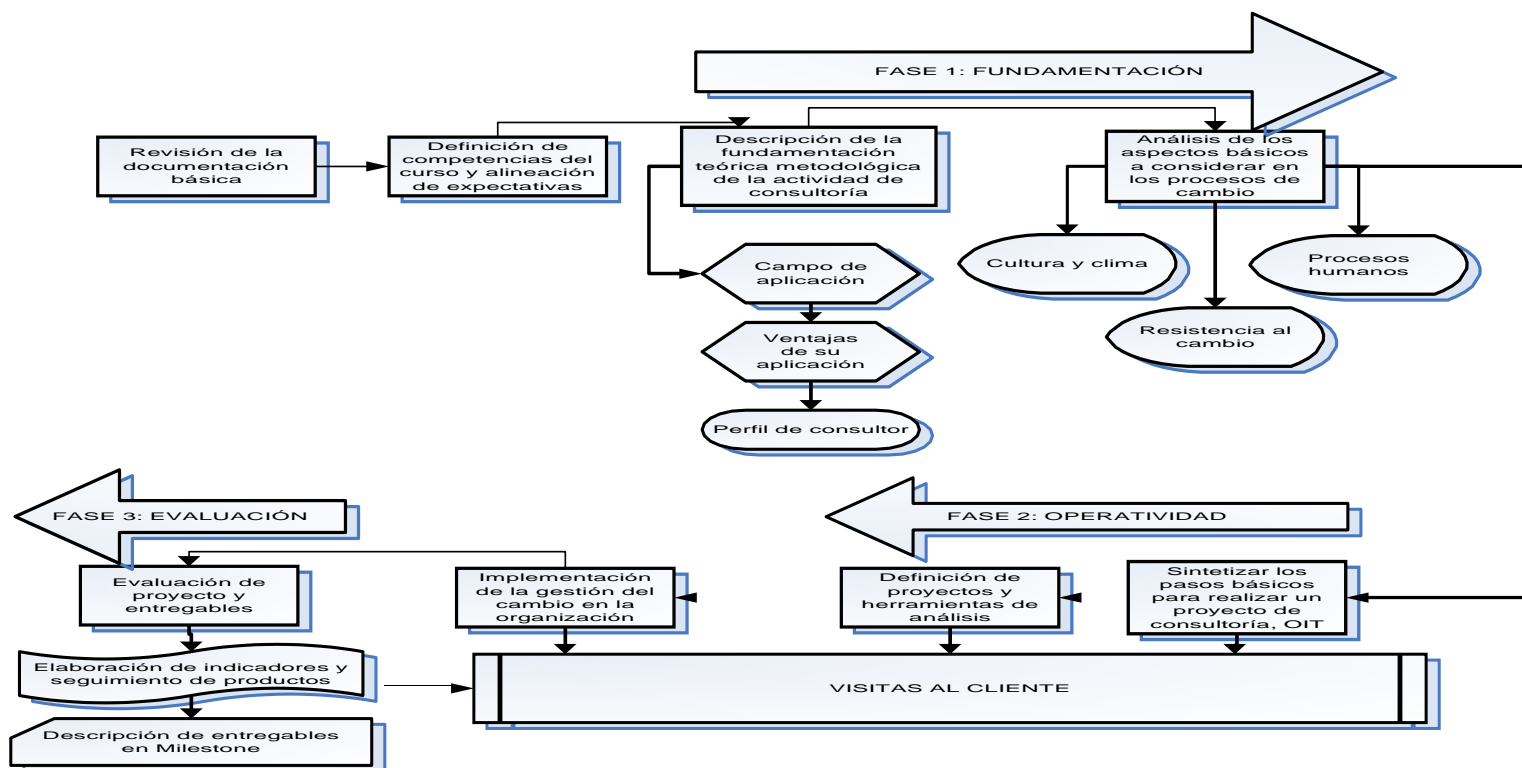 FASE 1: FUNDAMENTACIÓN
Revisión de la
documentación
básica
Definición de
competencias del
curso y alineación
de expectativas
Descripción de la
fundamentación
teórica metodológica
de la actividad de
consultoría
Análisis de los
aspectos básicos
a considerar en
los procesos de
cambio
Campo de
aplicación
Ventajas
de su
aplicación
Perfil de consultor
Cultura y clima
Resistencia al
cambio
Procesos
humanos
FASE 2: OPERATIVIDAD
Sintetizar los
pasos básicos
para realizar un
proyecto de
consultoría, OIT
Definición de
proyectos y
herramientas de
análisis
Implementación
de la gestión del
cambio en la
organización
VISITAS AL CLIENTE
FASE 3: EVALUACIÓN
Evaluación de
proyecto y
entregables
Elaboración de indicadores y
seguimiento de productos
Descripción de entregables
en Milestone